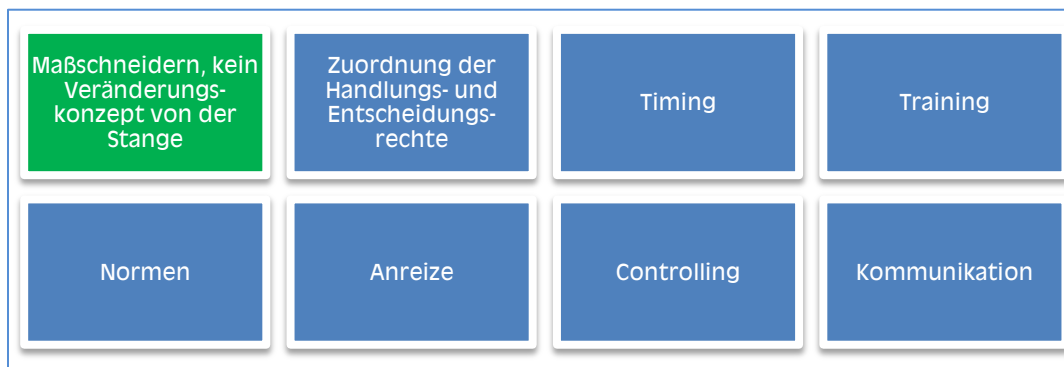 Maßschneidern, kein
Veränderungs-
konzept von der
Stange
Zuordnung der
Handlungs- und
Entscheidungs-
rechte
Timing
Training
Normen
Anreize
Controlling
Kommunikation